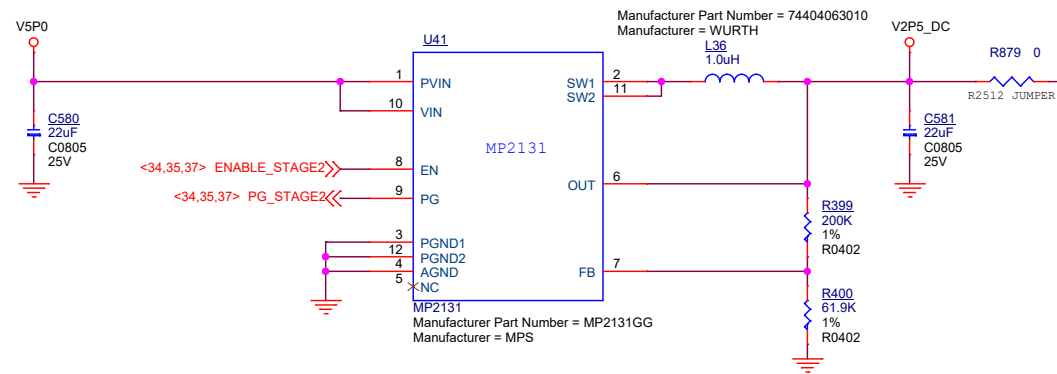 Manufacturer Part Number = 74404063010
Manufacturer = WURTH
V5P0
U41
L36
1.0uH
V2P5_DC
R879 0
R2512 JUMPER
1
PVIN
10
VIN
SW1
2
SW2
11
C580
22uF
C0805
25V
C581
22uF
C0805
25V
MP2131
<34,35,37> ENABLE_STAGE2
8
EN
<34,35,37> PG_STAGE2
9
PG
OUT
6
R399
200K
1%
R0402
3
PGND1
12
PGND2
4
AGND
5
NC
FB
7
R400
61.9K
1%
R0402
MP2131
Manufacturer Part Number = MP2131GG
Manufacturer = MPS